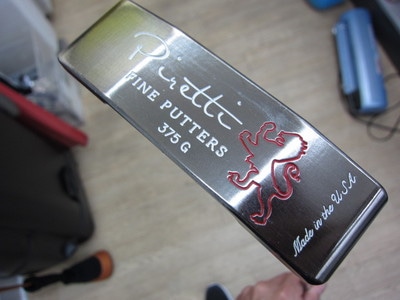 Piretti
FINE PUTTERS
375 G
Made in the U.S.A